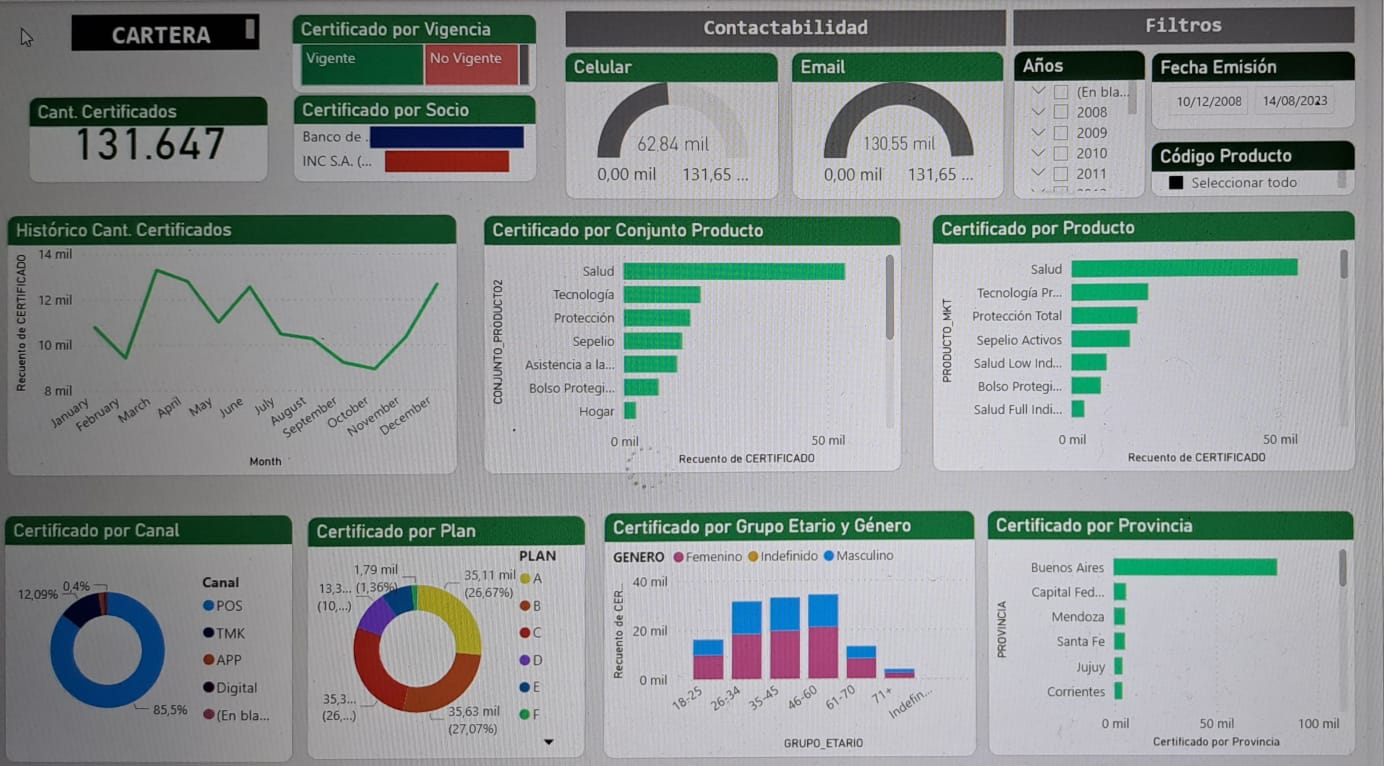 CARTERA
Cant. Certificados
131.647
Certificado por Vigencia
Vigente
No Vigente
Certificado por Socio
Banco de .
INC S.A. (...
Contactabilidad
Celular
62.84 mil
0,00 mil
131,65 ...
Email
130.55 mil
0,00 mil
131,65 ...
Filtros
Años
(En bla...
2008
2009
2010
2011
Fecha Emisión
10/12/2008
14/08/2023
Código Producto
Seleccionar todo
Histórico Cant. Certificados
Recuento de CERTIFICADO
14 mil
12 mil
10 mil
8 mil
January
February
March
April
May
June
July
August
September
October
November
December
Month
Certificado por Conjunto Producto
CONJUNTO_PRODUCTO2
Salud
Tecnología
Protección
Sepelio
Asistencia a la...
Bolso Protegi...
Hogar
0 mil
50 mil
Recuento de CERTIFICADO
Certificado por Producto
PRODUCTO_MKT
Salud
Tecnología Pr...
Protección Total
Sepelio Activos
Salud Low Ind...
Bolso Protegi...
Salud Full Indi...
0 mil
50 mil
Recuento de CERTIFICADO
Certificado por Canal
12,09%
0,4%
85,5%
Canal
POS
TMK
APP
Digital
(En bla...
Certificado por Plan
1,79 mil
(1,36%)
13,3...
(10,...)
35,11 mil
(26,67%)
35,3...
(26,...)
35,63 mil
(27,07%)
PLAN
A
B
C
D
E
F
Certificado por Grupo Etario y Género
GENERO
Femenino
Indefinido
Masculino
Recuento de CER...
40 mil
20 mil
0 mil
18-25
26-34
35-45
46-60
61-70
71+
Indefin...
GRUPO_ETARIO
Certificado por Provincia
PROVINCIA
Buenos Aires
Capital Fed...
Mendoza
Santa Fe
Jujuy
Corrientes
0 mil
50 mil
100 mil
Certificado por Provincia